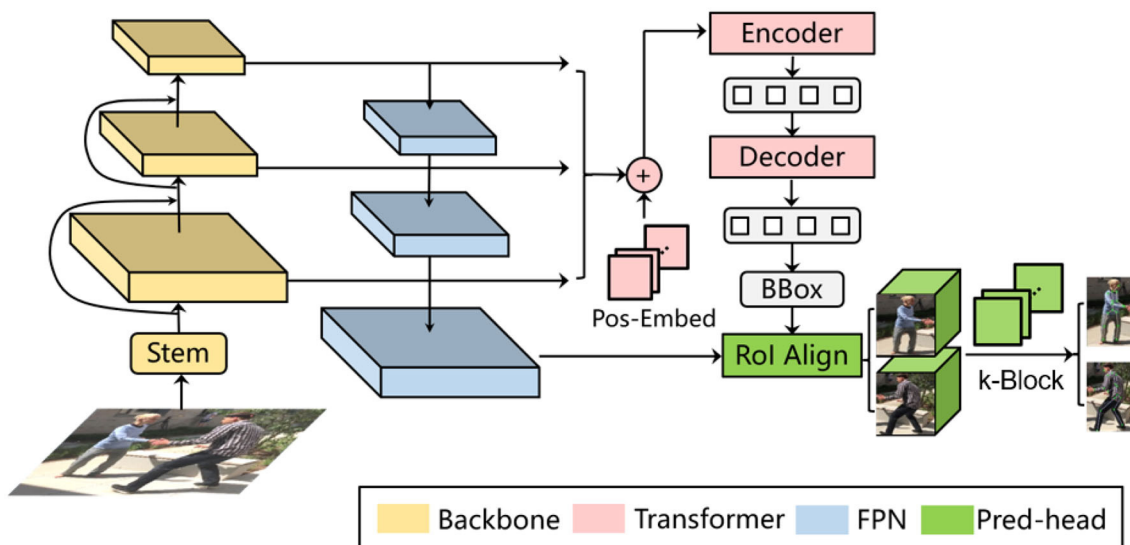 Encoder
Decoder
BBox
Pos-Embed
Stem
RoI Align
k-Block
Backbone
Transformer
FPN
Pred-head